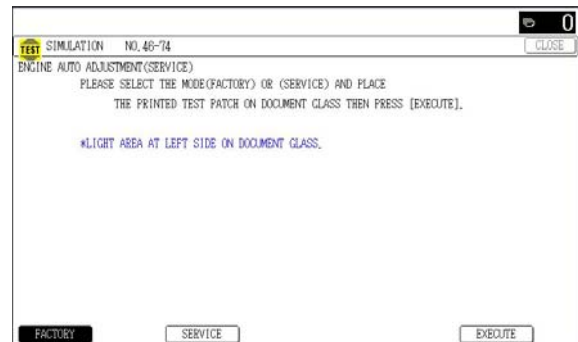 0
TEST SIMULATION NO.46-74 CLOSE
ENGINE AUTO ADJUSTMENT(SERVICE)
PLEASE SELECT THE MODE(FACTORY) OR (SERVICE) AND PLACE
THE PRINTED TEST PATCH ON DOCUMENT GLASS THEN PRESS [EXECUTE].
*LIGHT AREA AT LEFT SIDE ON DOCUMENT GLASS.
FACTORY SERVICE EXECUTE